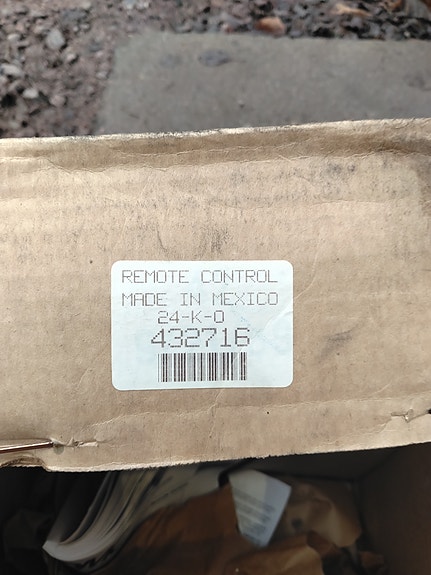 REMOTE CONTROL
MADE IN MEXICO
24-K-0
432716